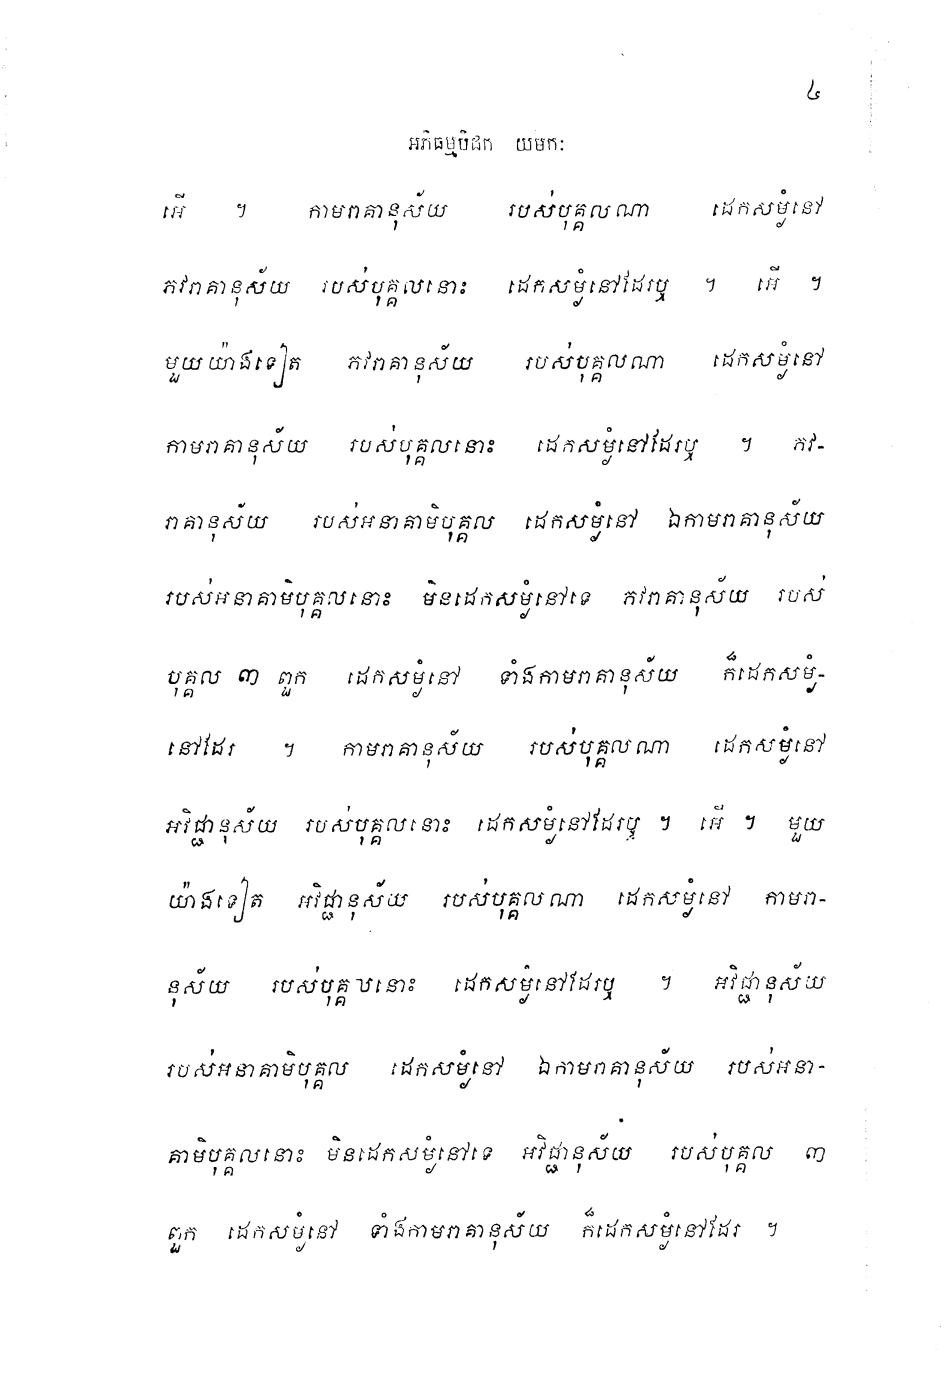 ៤
អភិធម្មបិដក យមកៈ
អើ ។ កាមរាគានុស័យ របស់បុគ្គលណា ដេកសម្ងំនៅ
ភវរាគានុស័យ របស់បុគ្គលនោះ ដេកសម្ងំនៅដែរឬ ។ អើ ។
មួយយ៉ាងទៀត ភវរាគានុស័យ របស់បុគ្គលណា ដេកសម្ងំនៅ
កាមរាគានុស័យ របស់បុគ្គលនោះ ដេកសម្ងំនៅដែរឬ ។ ភវ-
រាគានុស័យ របស់អនាគាមិបុគ្គល ដេកសម្ងំនៅ ឯកាមរាគានុស័យ
របស់អនាគាមិបុគ្គលនោះ មិនដេកសម្ងំនៅទេ ភវរាគានុស័យ របស់
បុគ្គល ៣ ពួក ដេកសម្ងំនៅ ទាំងកាមរាគានុស័យ ក៏ដេកសម្ងំ-
នៅដែរ ។ កាមរាគានុស័យ របស់បុគ្គលណា ដេកសម្ងំនៅ
អវិជ្ជានុស័យ របស់បុគ្គលនោះ ដេកសម្ងំនៅដែរឬ ។ អើ ។ មួយ
យ៉ាងទៀត អវិជ្ជានុស័យ របស់បុគ្គលណា ដេកសម្ងំនៅ កាមរា-
នុស័យ របស់បុគ្គលនោះ ដេកសម្ងំនៅដែរឬ ។ អវិជ្ជានុស័យ
របស់អនាគាមិបុគ្គល ដេកសម្ងំនៅ ឯកាមរាគានុស័យ របស់អនា-
គាមិបុគ្គលនោះ មិនដេកសម្ងំនៅទេ អវិជ្ជានុស័យ របស់បុគ្គល ៣
ពួក ដេកសម្ងំនៅ ទាំងកាមរាគានុស័យ ក៏ដេកសម្ងំនៅដែរ ។